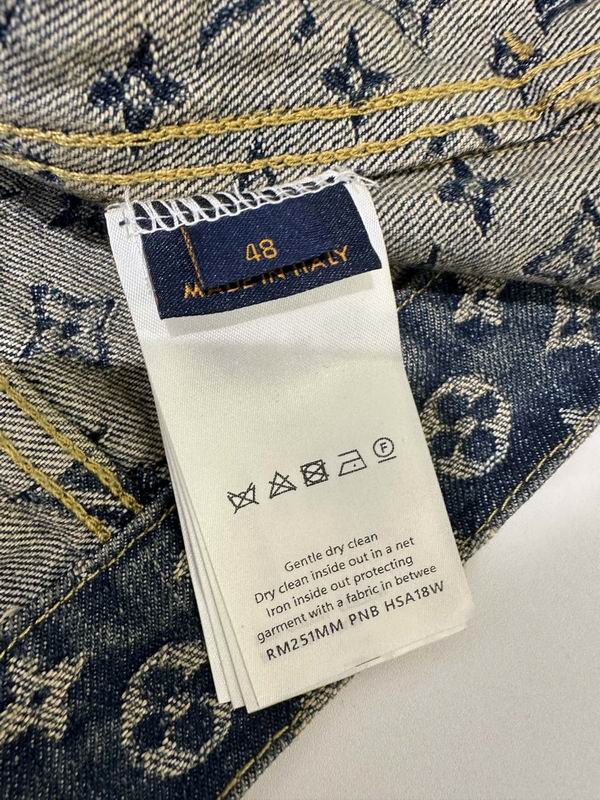 48
MADE IN ITALY
P
Gentle dry clean
Dry clean inside out in a net
Iron inside out protecting
garment with a fabric in betwee
RM251MM PNB HSA18W